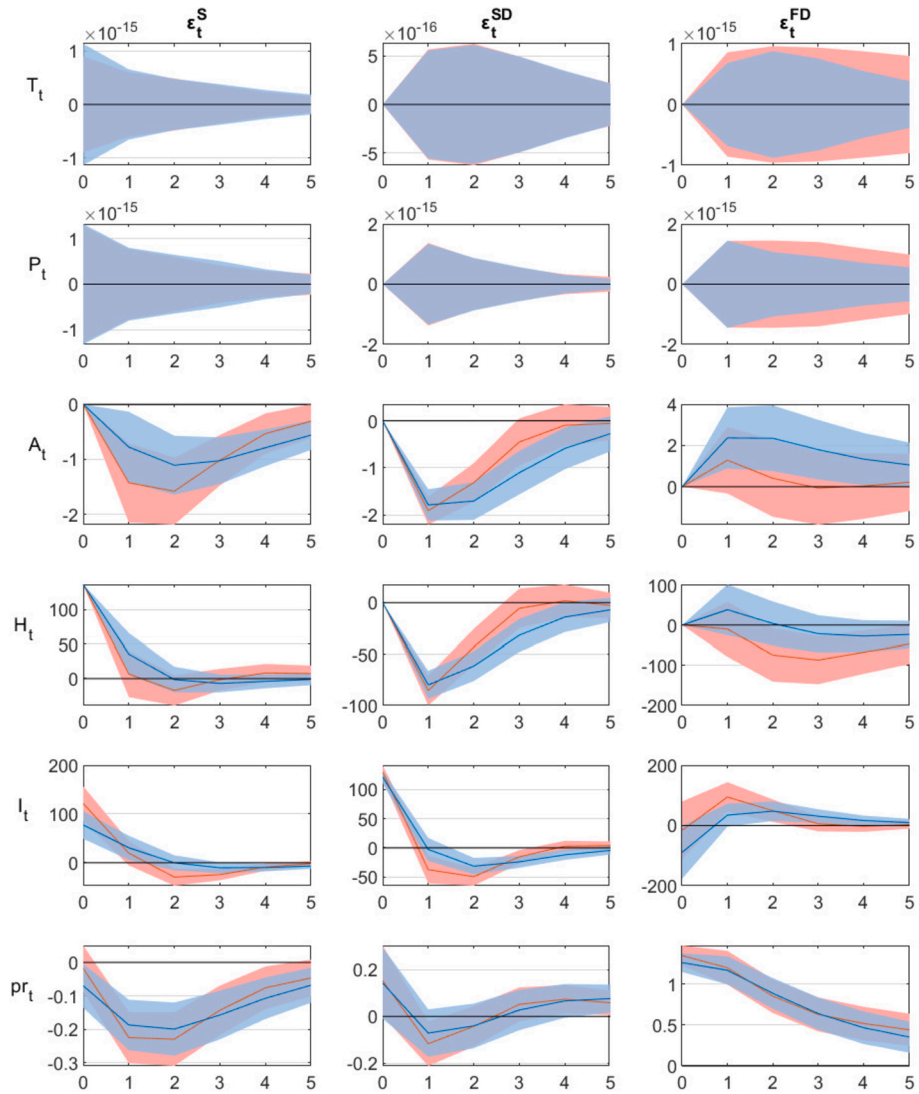 ε_t^S ε_t^SD ε_t^FD
×10^-15 ×10^-16 ×10^-15
T_t
1 0 -1
5 0 -5
1 0 -1
0 1 2 3 4 5 0 1 2 3 4 5 0 1 2 3 4 5
×10^-15 ×10^-15 ×10^-15
P_t
1 0 -1
2 0 -2
2 0 -2
0 1 2 3 4 5 0 1 2 3 4 5 0 1 2 3 4 5
A_t
0 -1 -2
0 -1 -2
4 2 0
0 1 2 3 4 5 0 1 2 3 4 5 0 1 2 3 4 5
H_t
100 50 0
0 -50 -100
100 0 -100 -200
0 1 2 3 4 5 0 1 2 3 4 5 0 1 2 3 4 5
I_t
200 100 0
100 50 0 -50
200 0 -200
0 1 2 3 4 5 0 1 2 3 4 5 0 1 2 3 4 5
pr_t
0 -0.1 -0.2 -0.3
0.2 0 -0.2
1 0.5 0
0 1 2 3 4 5 0 1 2 3 4 5 0 1 2 3 4 5